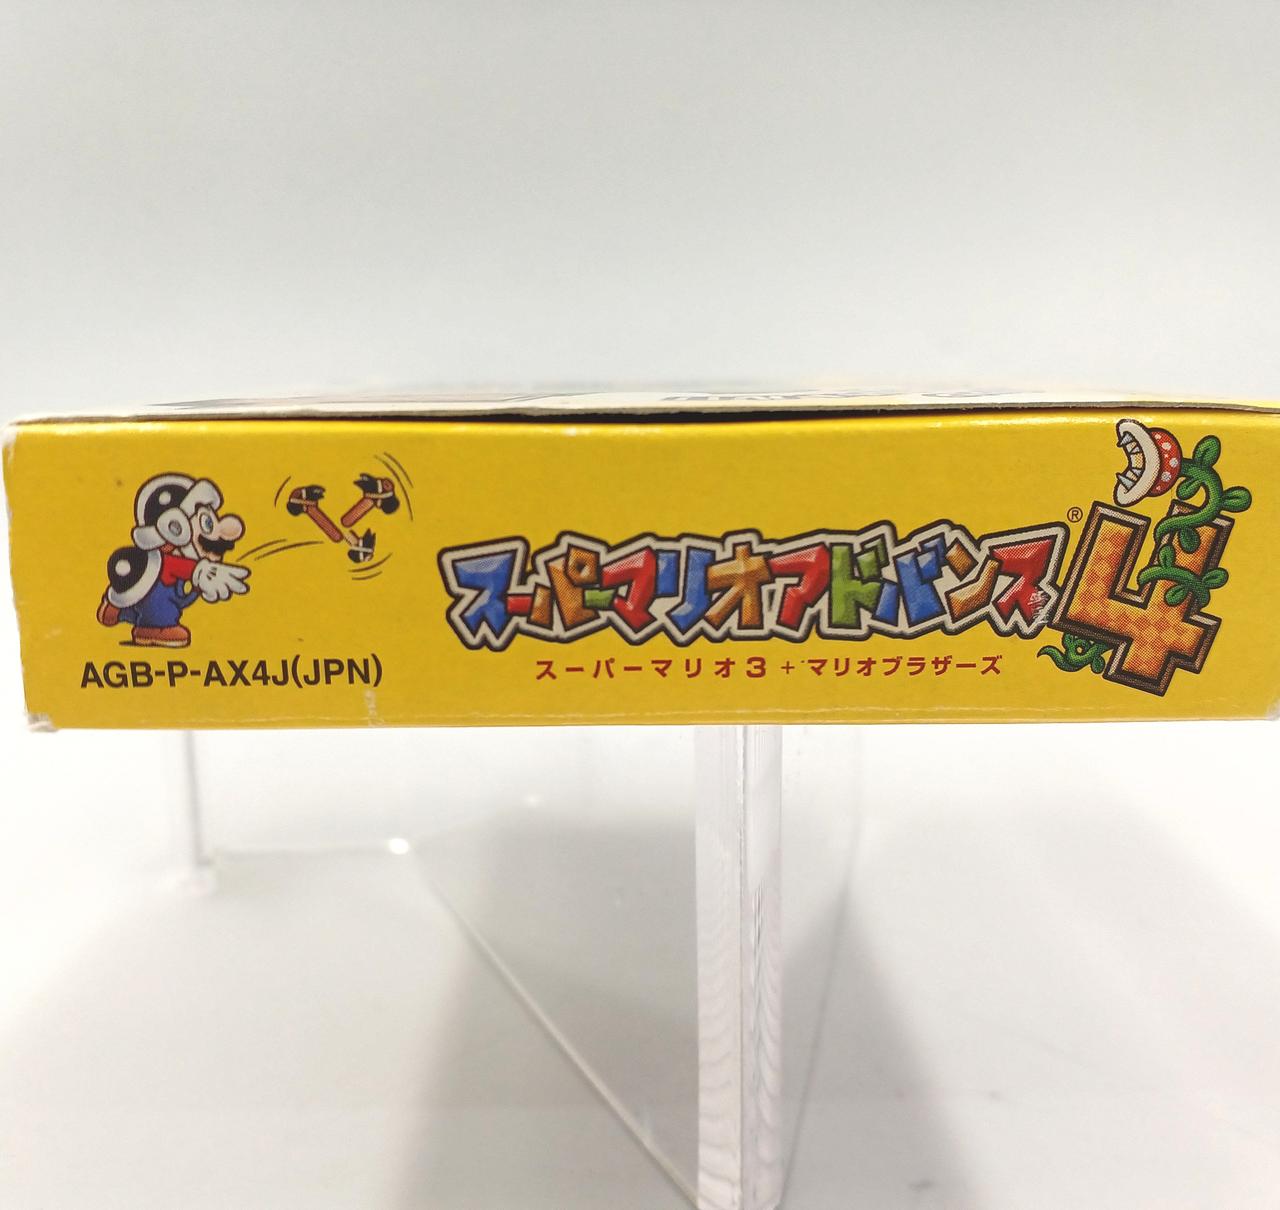 スーパーマリオアドバンス4®
スーパーマリオ3+マリオブラザーズ
AGB-P-AX4J(JPN)